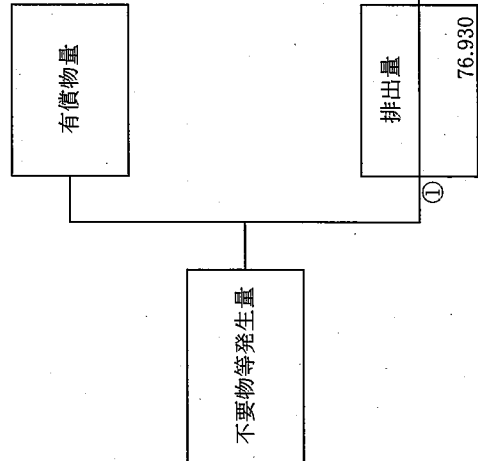 不要物等発生量
有償物量
①
排出量
76.930